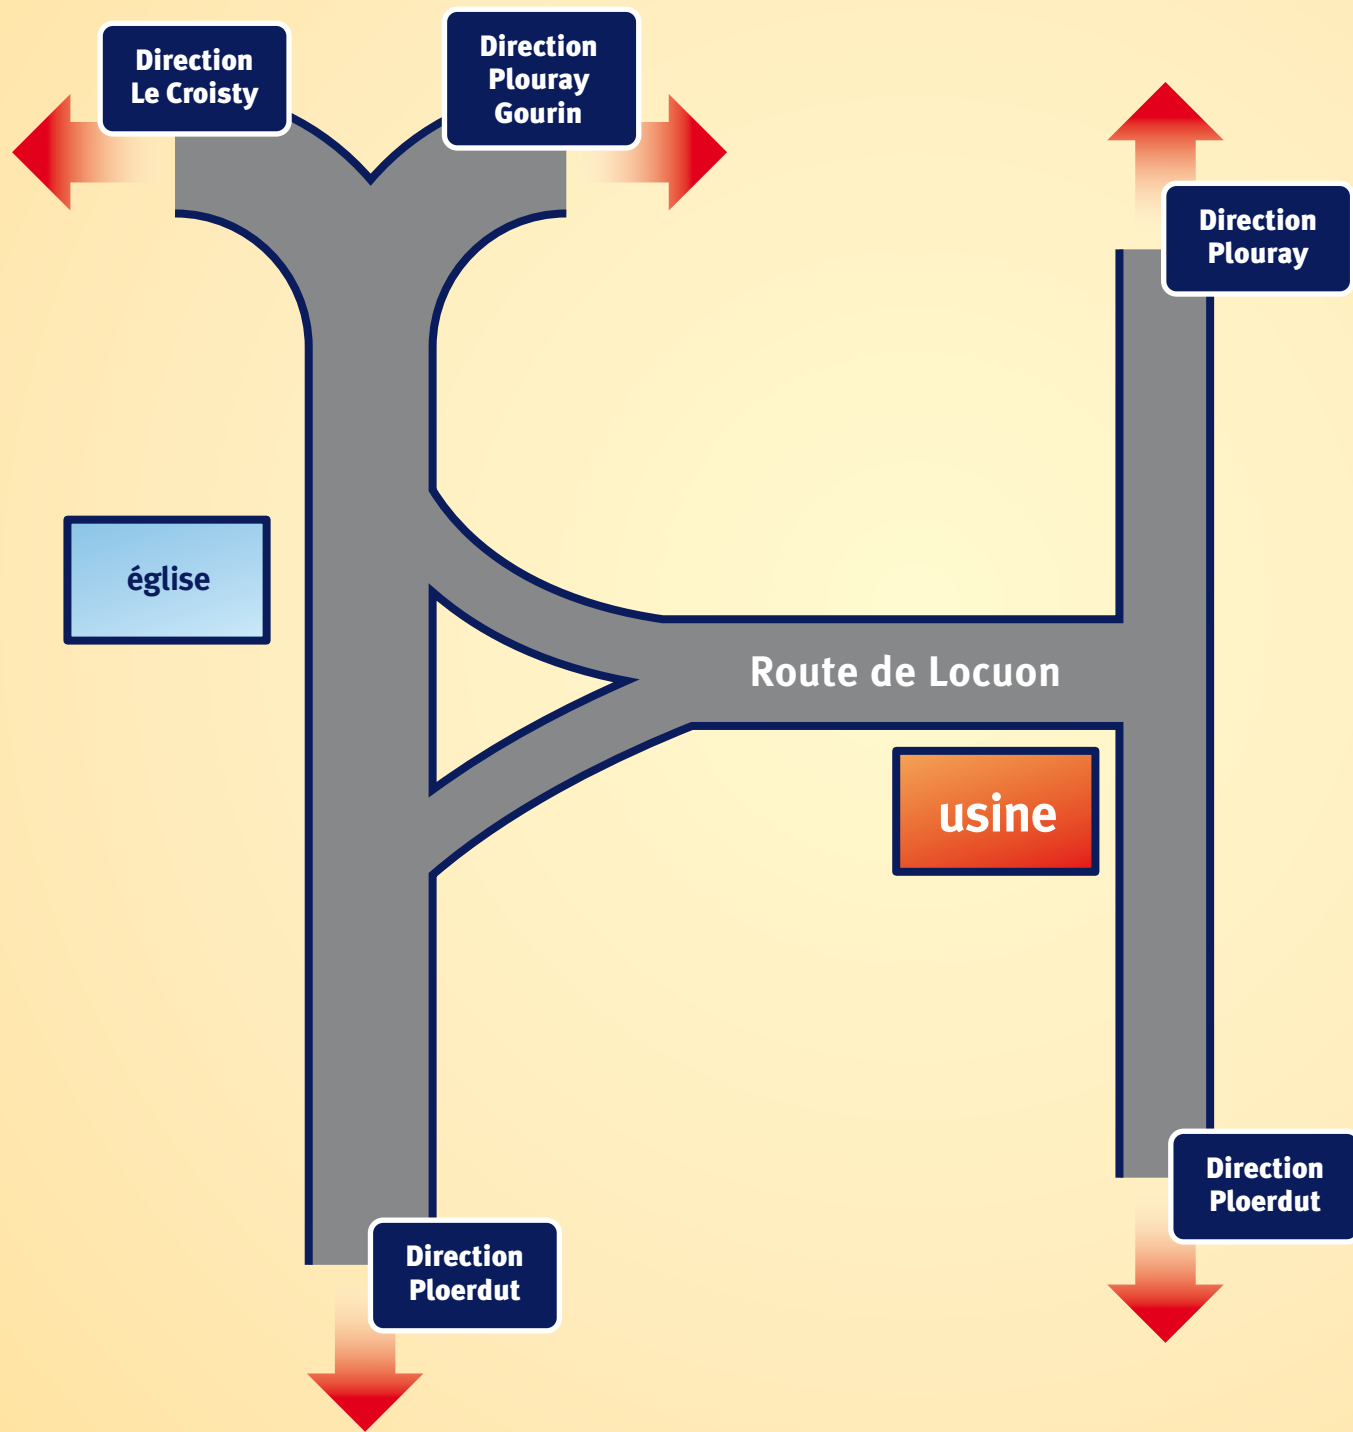 Direction
Le Croisty
Direction
Plouray
Gourin
Direction
Plouray
église
Route de Locuon
usine
Direction
Ploerdut
Direction
Ploerdut